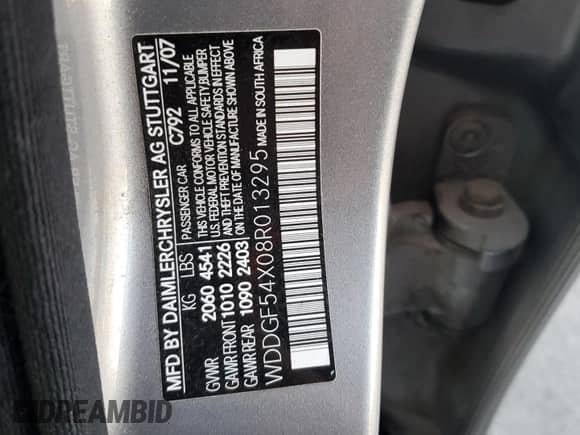 MFD BY DAIMLERCHRYSLER AG STUTTGART
KG LBS PASSENGER CAR C792 11/07
GVWR 2060 4541
GAWR FRONT 1010 2226
GAWR REAR 1090 2403
THIS VEHICLE CONFORMS TO ALL APPLICABLE
U.S. FEDERAL MOTOR VEHICLE SAFETY, BUMPER
AND THEFT PREVENTION STANDARDS IN EFFECT
ON THE DATE OF MANUFACTURE SHOWN ABOVE
WDDGF54X08R013295 MADE IN SOUTH AFRICA
DREAMBID